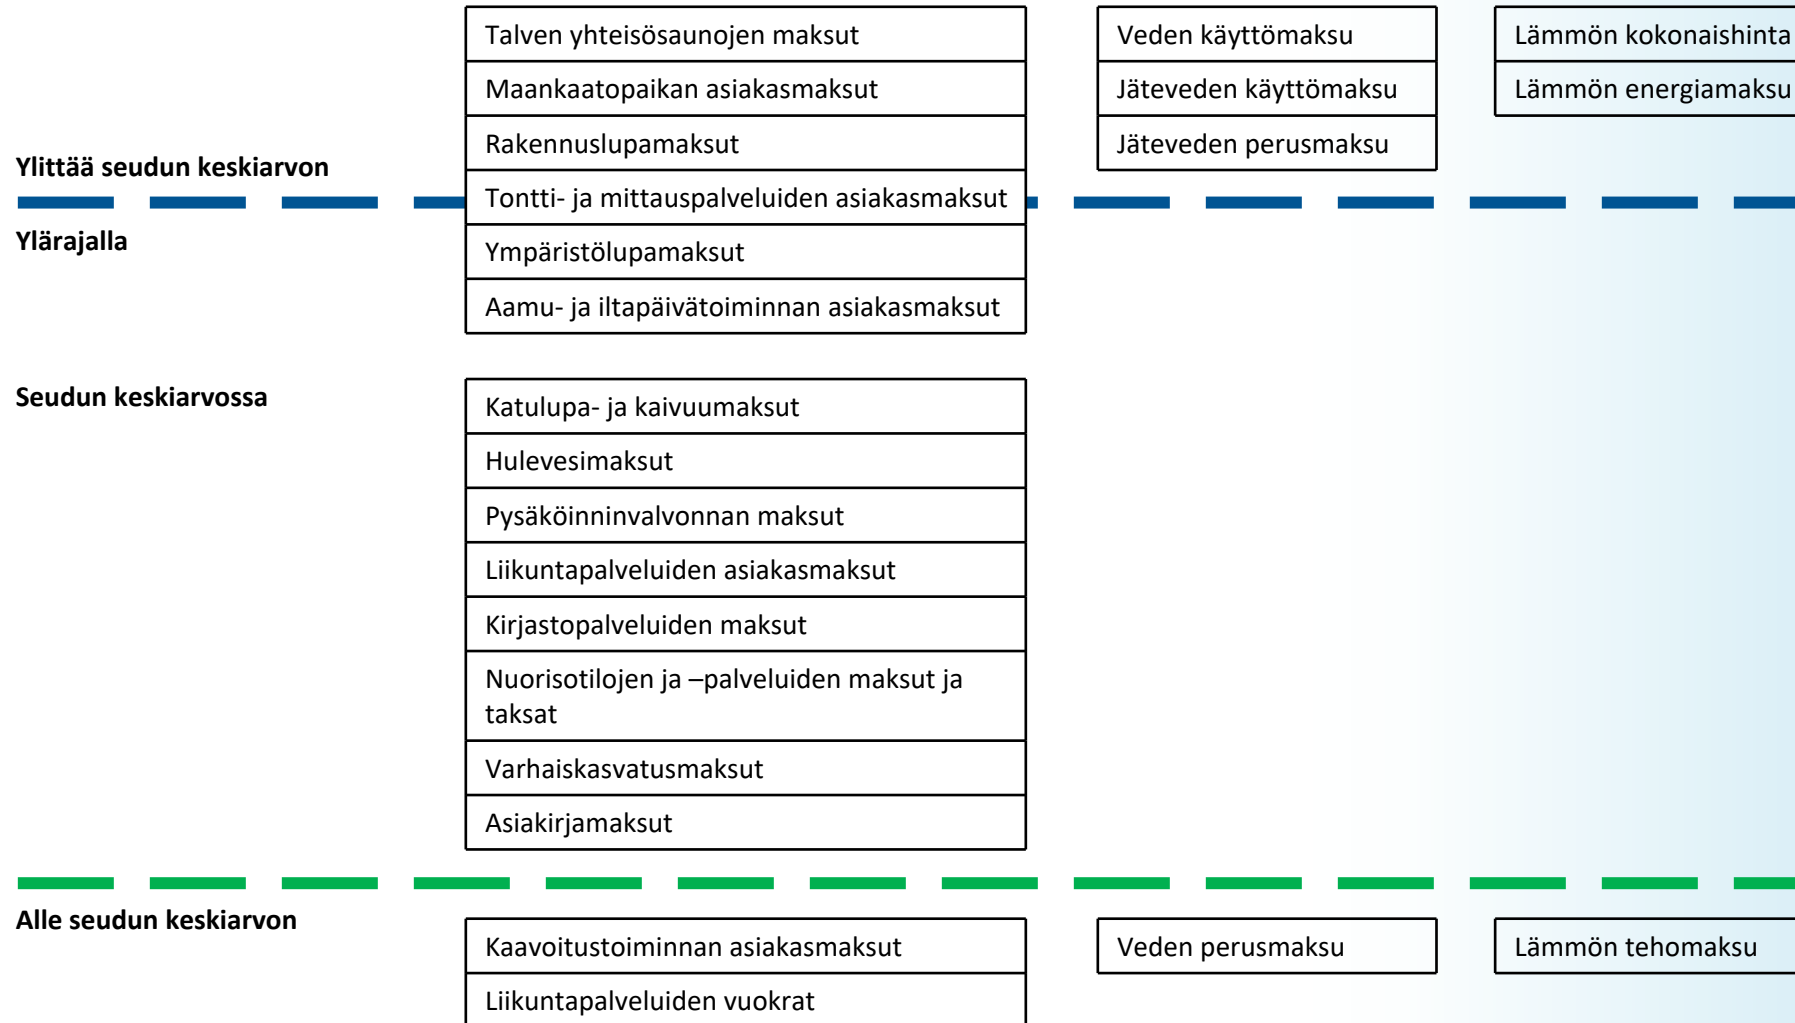 Talven yhteisösaunojen maksut
Maankaatopaikan asiakasmaksut
Rakennuslupamaksut
Tontti- ja mittauspalveluiden asiakasmaksut
Ympäristölupamaksut
Aamu- ja iltapäivätoiminnan asiakasmaksut
Veden käyttömaksu
Jäteveden käyttömaksu
Jäteveden perusmaksu
Lämmön kokonaishinta
Lämmön energiamaksu
Ylittää seudun keskiarvon
Ylärajalla
Seudun keskiarvossa
Katulupa- ja kaivuumaksut
Hulevesimaksut
Pysäköinninvalvonnan maksut
Liikuntapalveluiden asiakasmaksut
Kirjastopalveluiden maksut
Nuorisotilojen ja –palveluiden maksut ja
taksat
Varhaiskasvatusmaksut
Asiakirjamaksut
Alle seudun keskiarvon
Kaavoitustoiminnan asiakasmaksut
Liikuntapalveluiden vuokrat
Veden perusmaksu
Lämmön tehomaksu